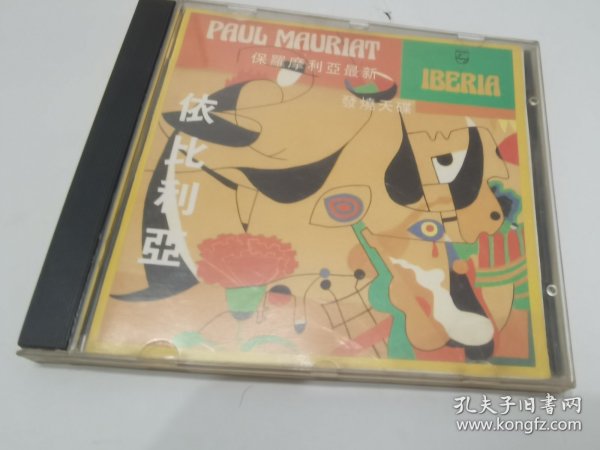 PAUL MAURIAT
保羅摩利亞最新
IBERIA
發燒天碟
依比利亞
孔夫子旧书网
www.kongfz.com